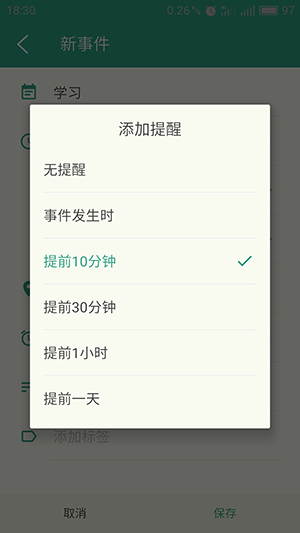 18:30
0.26% 97
新事件
学习
添加提醒
无提醒
事件发生时
提前10分钟
提前30分钟
提前1小时
提前一天
添加标签
取消
保存